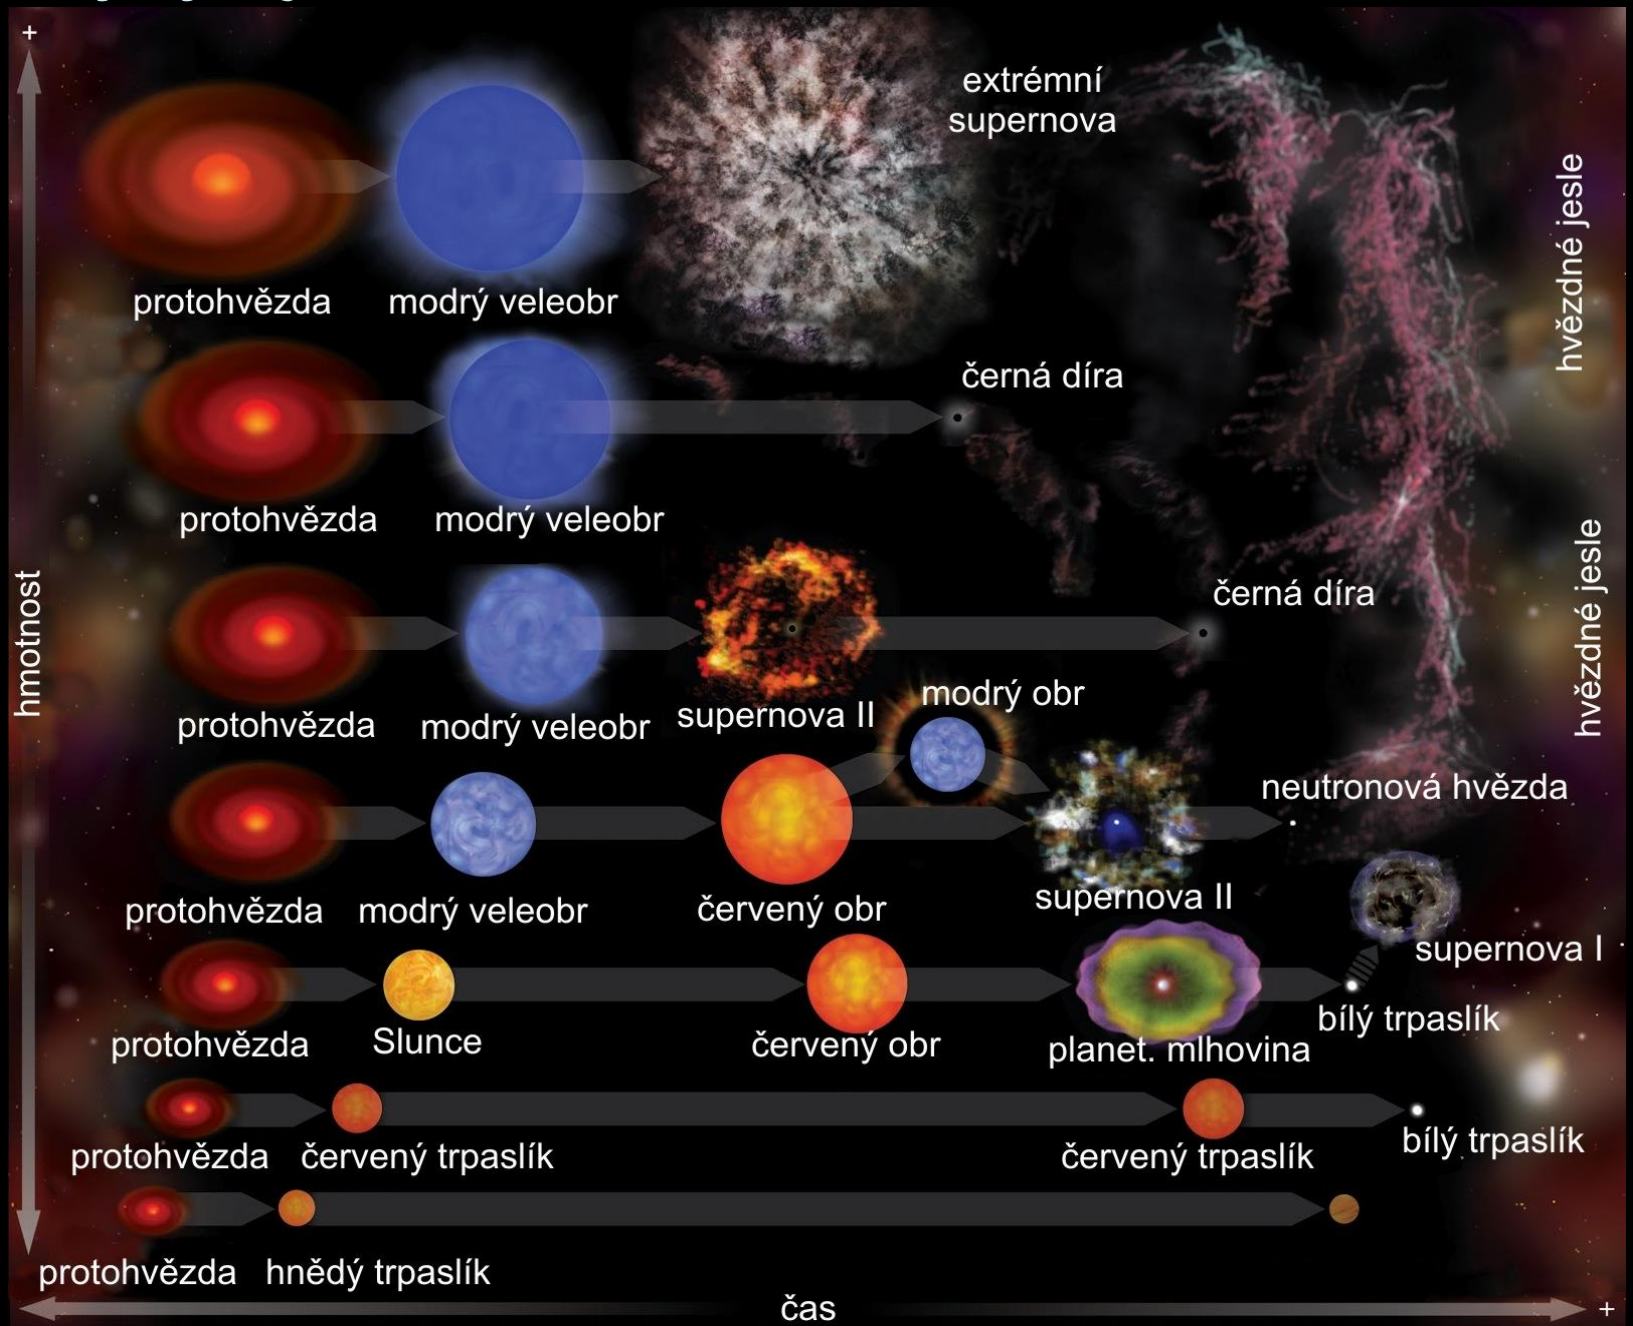 +
extrémní
supernova
hvězdné jesle
protohvězda
modrý veleobr
černá díra
protohvězda
modrý veleobr
hmotnost
hvězdné jesle
černá díra
protohvězda
modrý veleobr
supernova II
modrý obr
neutronová hvězda
protohvězda
modrý veleobr
červený obr
supernova II
supernova I
protohvězda
Slunce
červený obr
planet. mlhovina
bílý trpaslík
protohvězda
červený trpaslík
červený trpaslík
bílý trpaslík
protohvězda
hnědý trpaslík
čas
+